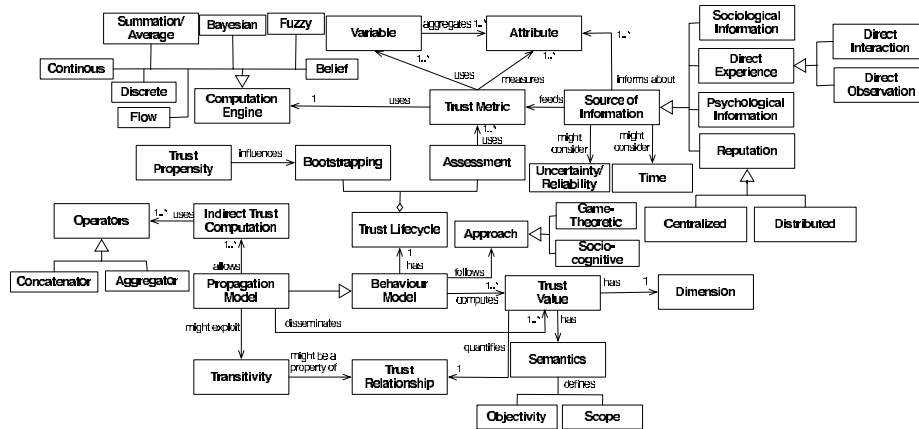 Summation/
Average
Bayesian
Fuzzy
Variable
aggregates
1..*
Attribute
Sociological
Information
Continous
Belief
Discrete
Flow
Computation
Engine
1
uses
1..*
uses
1..*
measures
Trust Metric
feeds
Source of
Information
1..*
informs about
Direct
Experience
Direct
Interaction
Direct
Observation
Psychological
Information
Reputation
Centralized
Distributed
1..*
uses
might
consider
might
consider
Uncertainty/
Reliability
Time
Trust
Propensity
influences
Bootstrapping
Assessment
Trust Lifecycle
Approach
Game-
Theoretic
Socio-
cognitive
Operators
1..*
uses
Indirect Trust
Computation
1..*
allows
Concatenator
Aggregator
1
has
follows
Propagation
Model
Behaviour
Model
1..*
computes
Trust
Value
has
1
Dimension
might exploit
disseminates
1..*
has
Transitivity
might be a
property of
Trust
Relationship
1
quantifies
Semantics
defines
Objectivity
Scope